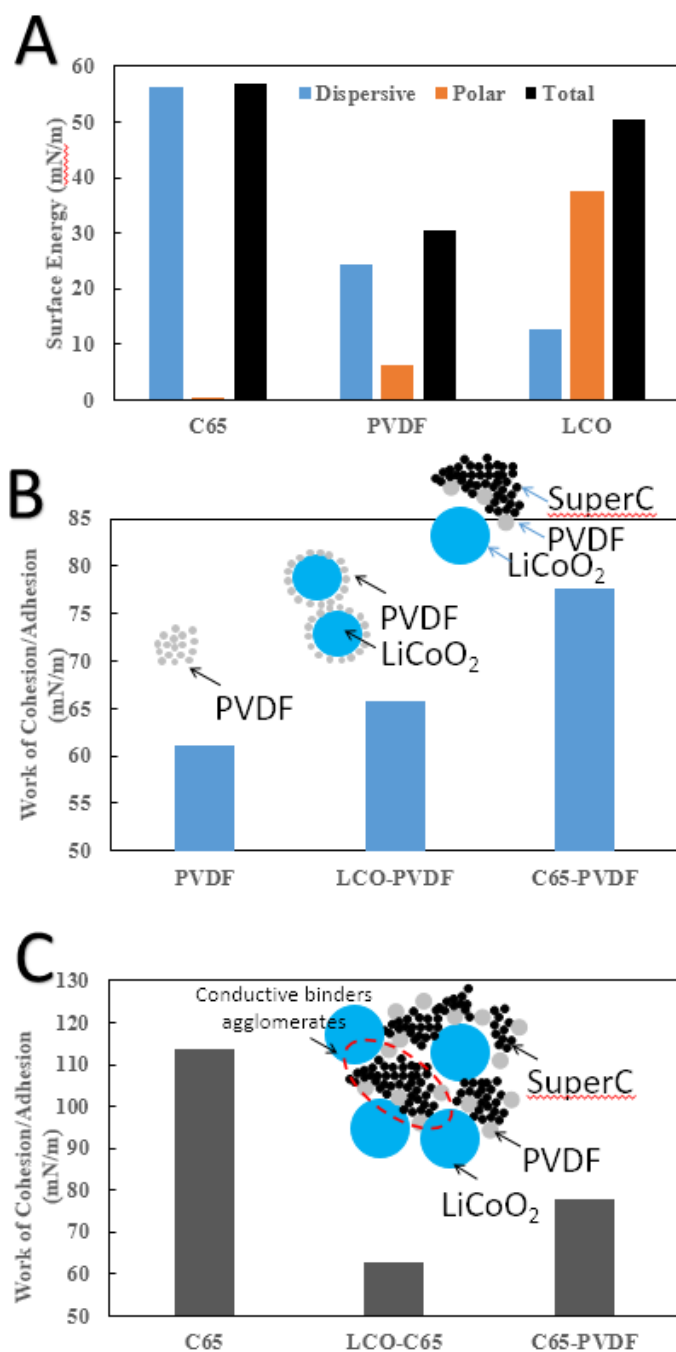 A
60
50
40
30
20
10
0
Surface Energy (mN/m)
Dispersive Polar Total
C65 PVDF LCO
B
85
80
75
70
65
60
55
50
Work of Cohesion/Adhesion
(mN/m)
PVDF
PVDF
LiCoO₂
SuperC
PVDF
LiCoO₂
PVDF LCO-PVDF C65-PVDF
C
130
120
110
100
90
80
70
60
50
Work of Cohesion/Adhesion
(mN/m)
Conductive binders
agglomerates
SuperC
PVDF
LiCoO₂
C65 LCO-C65 C65-PVDF